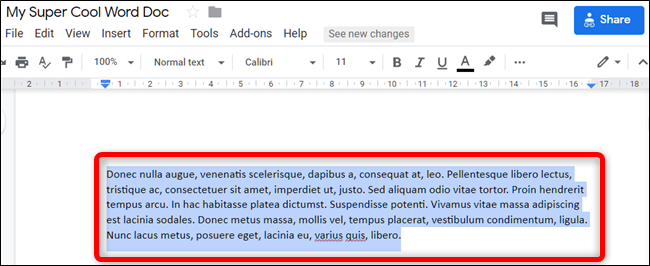 My Super Cool Word Doc
Share
File Edit View Insert Format Tools Add-ons Help See new changes
100% Normal text Calibri 11 B I U A
2 1 1 2 3 4 5 6 7 8 9 10 11 12 13 14 15 16 17 18
Donec nulla augue, venenatis scelerisque, dapibus a, consequat at, leo. Pellentesque libero lectus,
tristique ac, consectetuer sit amet, imperdiet ut, justo. Sed aliquam odio vitae tortor. Proin hendrerit
tempus arcu. In hac habitasse platea dictumst. Suspendisse potenti. Vivamus vitae massa adipiscing
est lacinia sodales. Donec metus massa, mollis vel, tempus placerat, vestibulum condimentum, ligula.
Nunc lacus metus, posuere eget, lacinia eu, varius quis, libero.